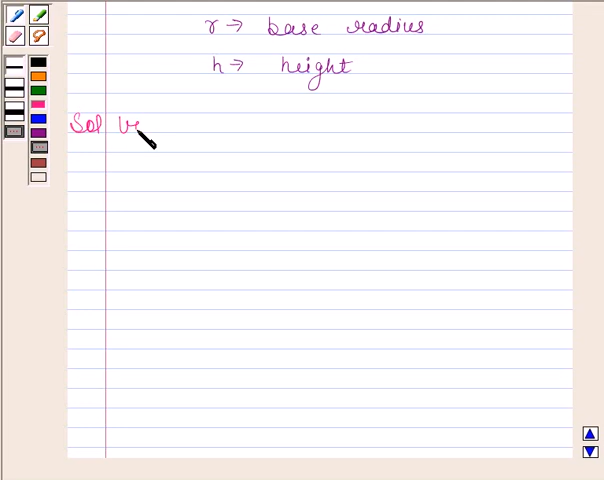 r → base radius
h → height
Sol Ve